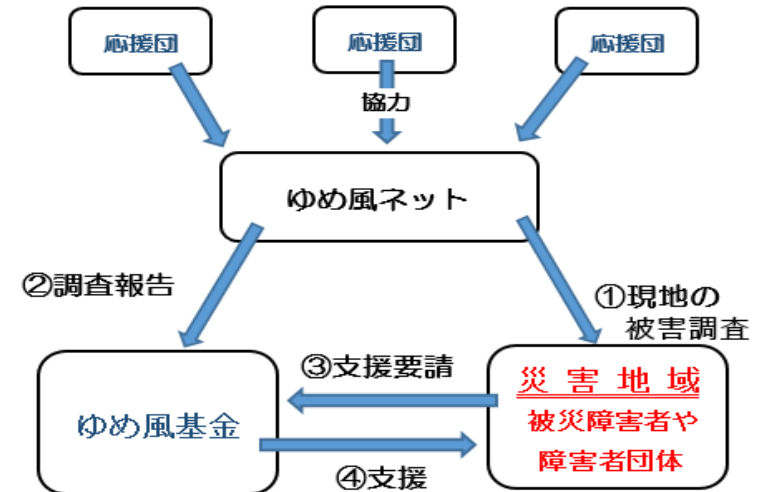 応援団
応援団
応援団
協力
ゆめ風ネット
②調査報告
①現地の
被害調査
③支援要請
災害地域
被災障害者や
障害者団体
ゆめ風基金
④支援